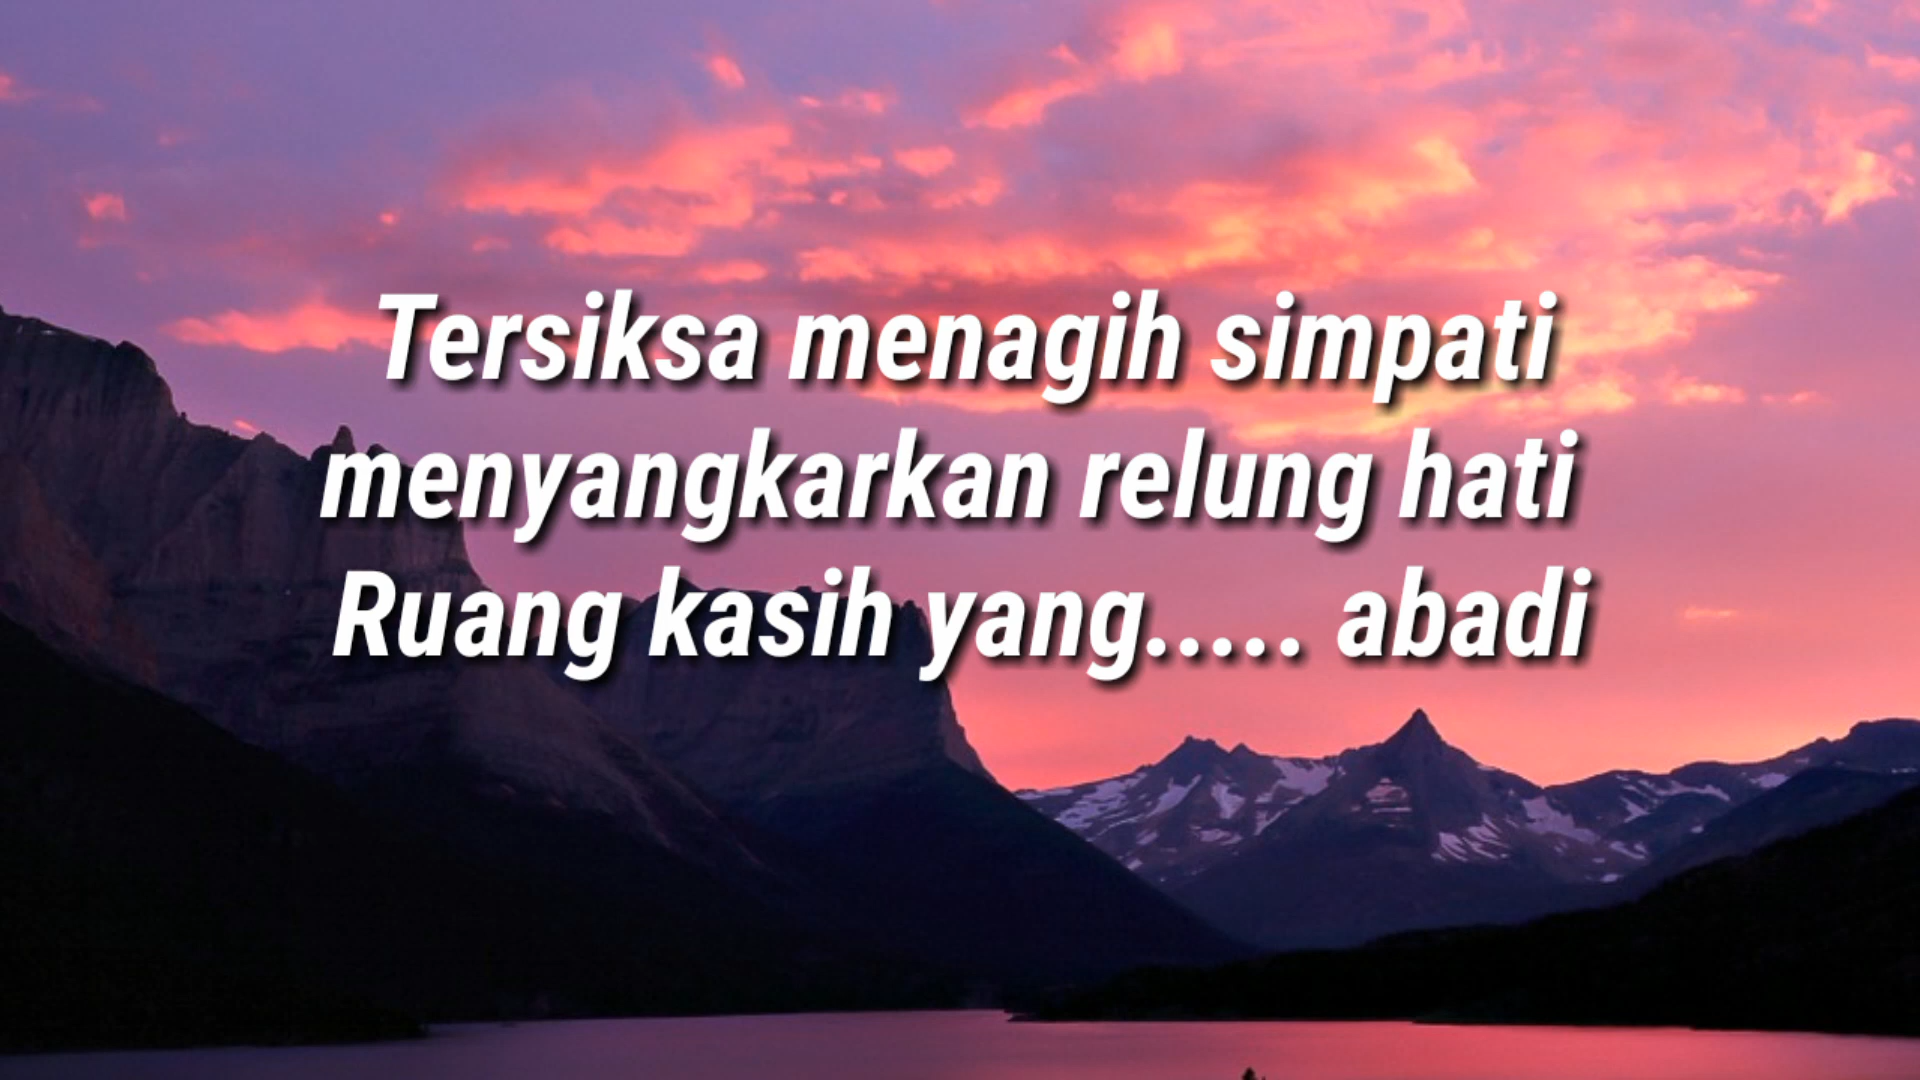 Tersiksa menagih simpati
menyangkarkan relung hati
Ruang kasih yang..... abadi